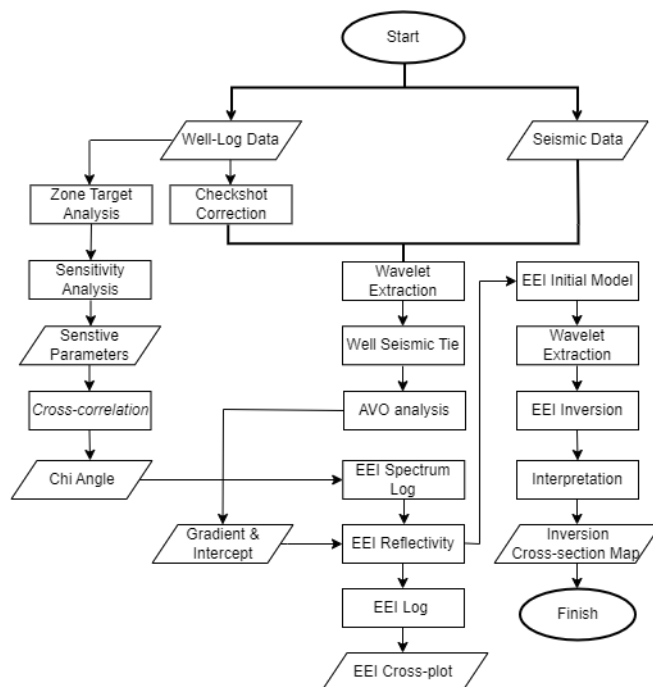 Start
Well-Log Data
Seismic Data
Zone Target
Analysis
Checkshot
Correction
Sensitivity
Analysis
Wavelet
Extraction
EEI Initial Model
Senstive
Parameters
Well Seismic Tie
Wavelet
Extraction
Cross-correlation
AVO analysis
EEI Inversion
Chi Angle
EEI Spectrum
Log
Interpretation
Gradient &
Intercept
EEI Reflectivity
Inversion
Cross-section Map
EEI Log
Finish
EEI Cross-plot